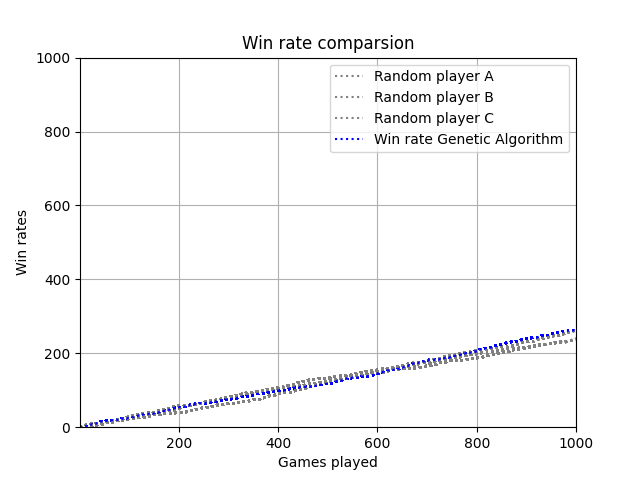 Win rate comparsion
1000
800
600
400
200
0
Win rates
Random player A
Random player B
Random player C
Win rate Genetic Algorithm
200 400 600 800 1000
Games played